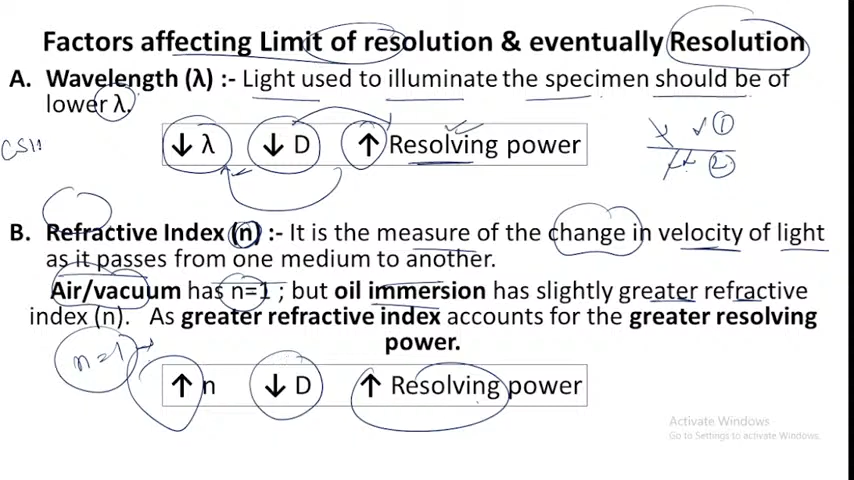 Factors affecting Limit of resolution & eventually Resolution
A. Wavelength (λ) :- Light used to illuminate the specimen should be of
lower λ.
↓ λ ↓ D ↑ Resolving power
①
②
B. Refractive Index (n) :- It is the measure of the change in velocity of light
as it passes from one medium to another.
Air/vacuum has n=1 ; but oil immersion has slightly greater refractive
index (n). As greater refractive index accounts for the greater resolving
power.
n=1
↑ n ↓ D ↑ Resolving power
Activate Windows
Go to Settings to activate Windows.